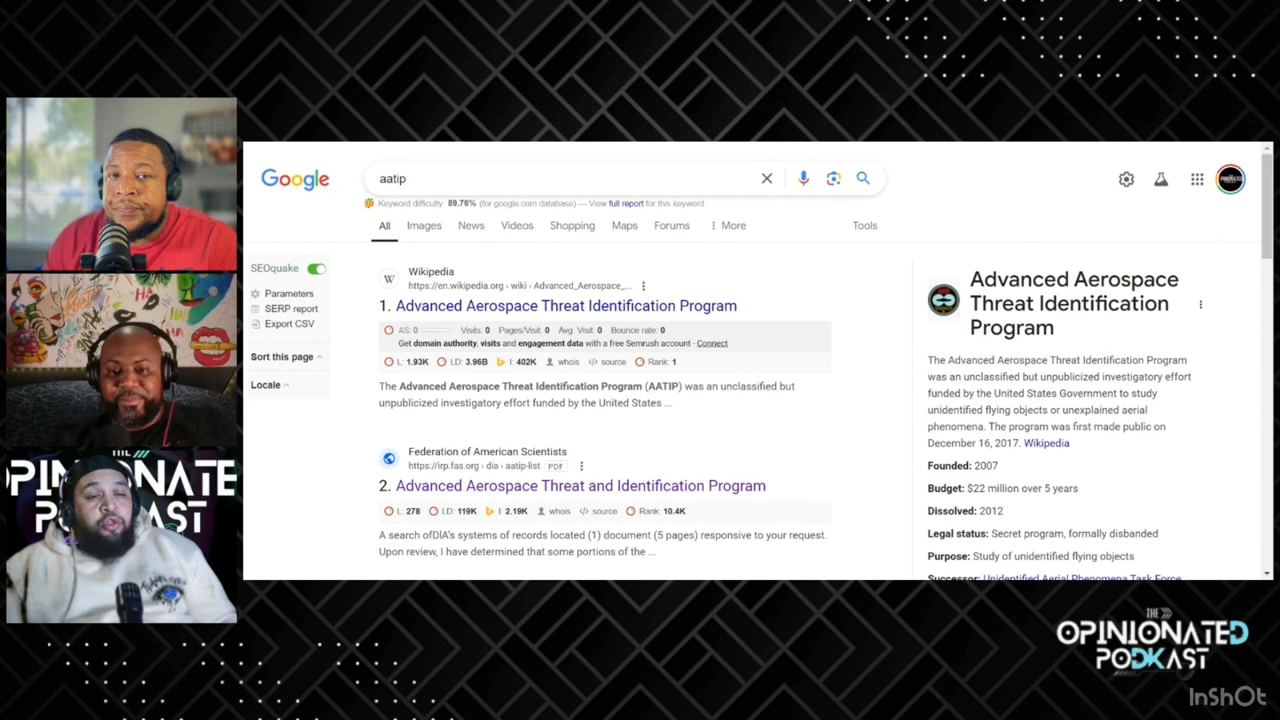 Google
aatip
Keyword difficulty: 89.76% (for google.com database) — View full report for this keyword
All Images News Videos Shopping Maps Forums More Tools
SEOquake
Parameters
SERP report
Export CSV
Sort this page
Locale
W
Wikipedia
https://en.wikipedia.org › wiki › Advanced_Aerospace_...
1. Advanced Aerospace Threat Identification Program
AS: 0 Visits: 0 Pages/Visit: 0 Avg. Visit: 0 Bounce rate: 0
Get domain authority, visits and engagement data with a free Semrush account - Connect
L: 1.93K LD: 3.96B I: 402K whois source Rank: 1
The Advanced Aerospace Threat Identification Program (AATIP) was an unclassified but
unpublicized investigatory effort funded by the United States ...
Federation of American Scientists
https://irp.fas.org › dia › aatip-list PDF
2. Advanced Aerospace Threat and Identification Program
L: 278 LD: 119K I: 2.19K whois source Rank: 10.4K
A search ofDIA's systems of records located (1) document (5 pages) responsive to your request.
Upon review, I have determined that some portions of the ...
Advanced Aerospace
Threat Identification
Program
The Advanced Aerospace Threat Identification Program
was an unclassified but unpublicized investigatory effort
funded by the United States Government to study
unidentified flying objects or unexplained aerial
phenomena. The program was first made public on
December 16, 2017. Wikipedia
Founded: 2007
Budget: $22 million over 5 years
Dissolved: 2012
Legal status: Secret program, formally disbanded
Purpose: Study of unidentified flying objects
Successor: Unidentified Aerial Phenomena Task Force
HA
HA
THE
OPINIONATED
PODKAST
InShOt